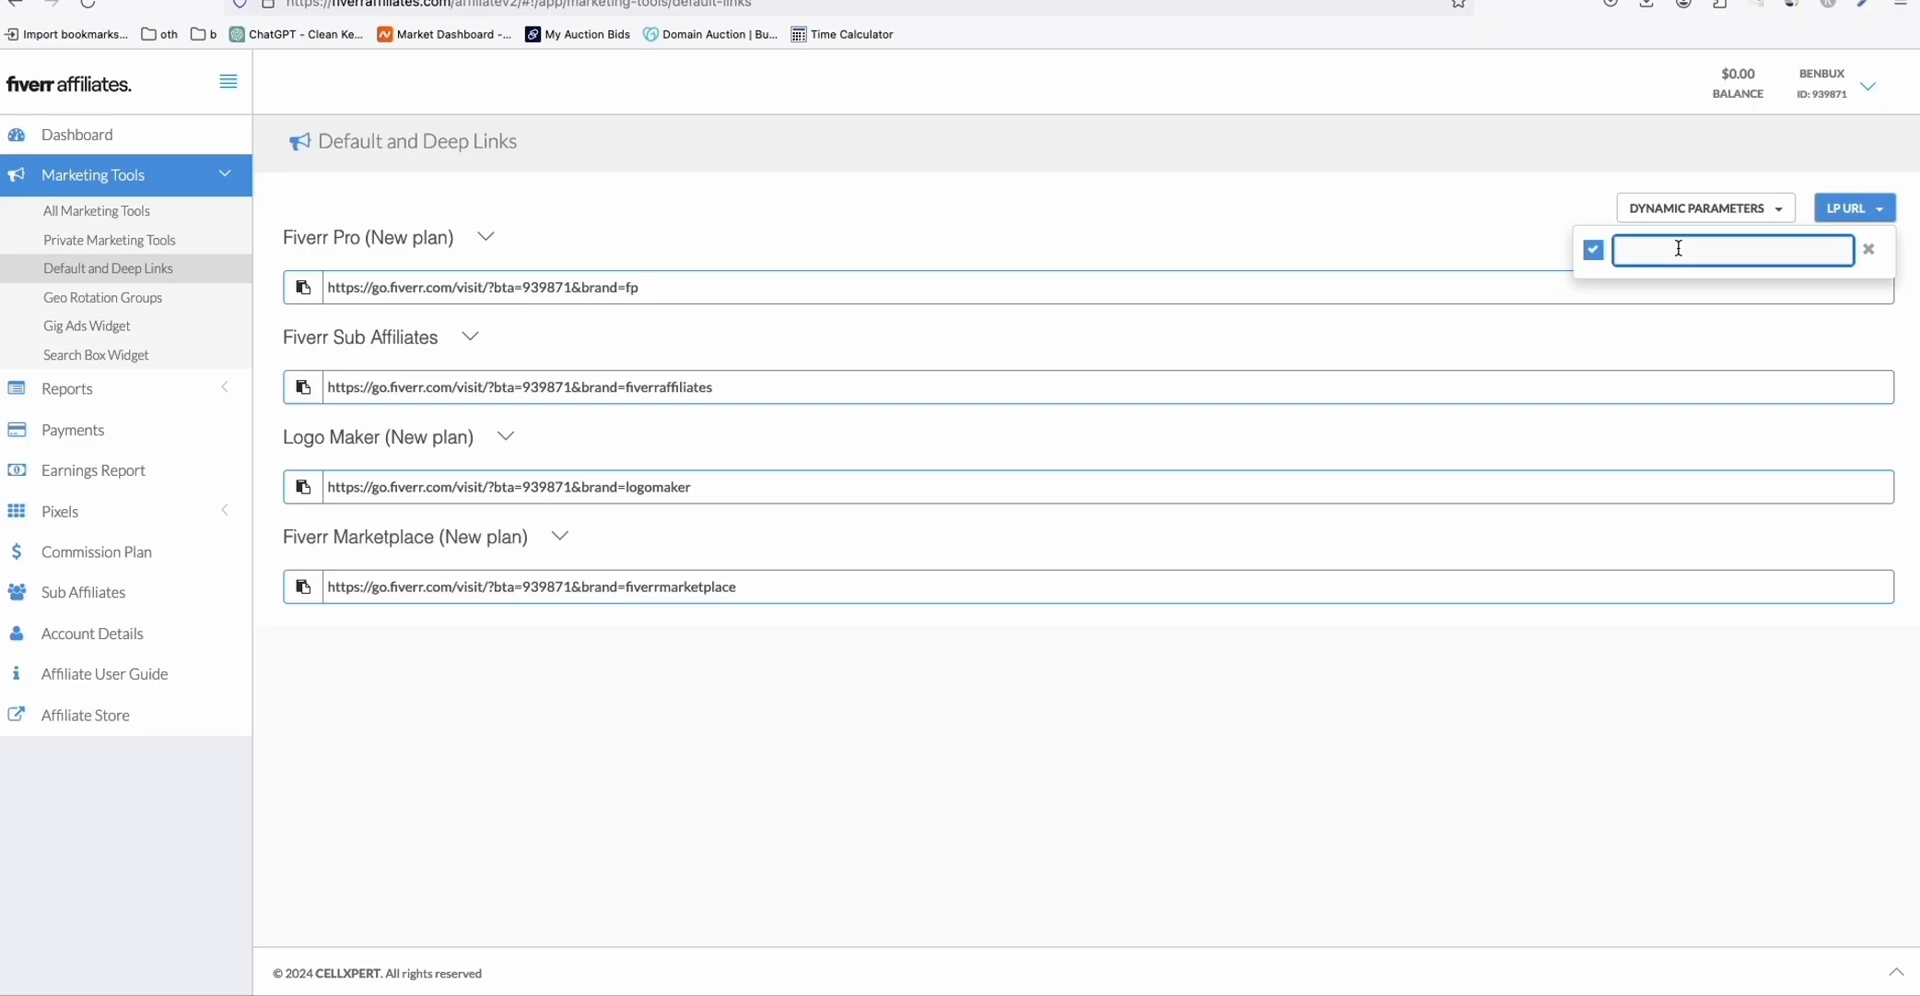 https://fiverraffiliates.com/affiliatev2/#!/app/marketing-tools/default-links
Import bookmarks... oth b ChatGPT - Clean Ke... Market Dashboard -... My Auction Bids Domain Auction | Bu... Time Calculator
fiverr affiliates.
$0.00
BALANCE
BENBUX
ID: 939871
Dashboard
Marketing Tools
All Marketing Tools
Private Marketing Tools
Default and Deep Links
Geo Rotation Groups
Gig Ads Widget
Search Box Widget
Reports
Payments
Earnings Report
Pixels
Commission Plan
Sub Affiliates
Account Details
Affiliate User Guide
Affiliate Store
Default and Deep Links
DYNAMIC PARAMETERS
LP URL
Fiverr Pro (New plan)
https://go.fiverr.com/visit/?bta=939871&brand=fp
Fiverr Sub Affiliates
https://go.fiverr.com/visit/?bta=939871&brand=fiverraffiliates
Logo Maker (New plan)
https://go.fiverr.com/visit/?bta=939871&brand=logomaker
Fiverr Marketplace (New plan)
https://go.fiverr.com/visit/?bta=939871&brand=fiverrmarketplace
© 2024 CELLXPERT. All rights reserved